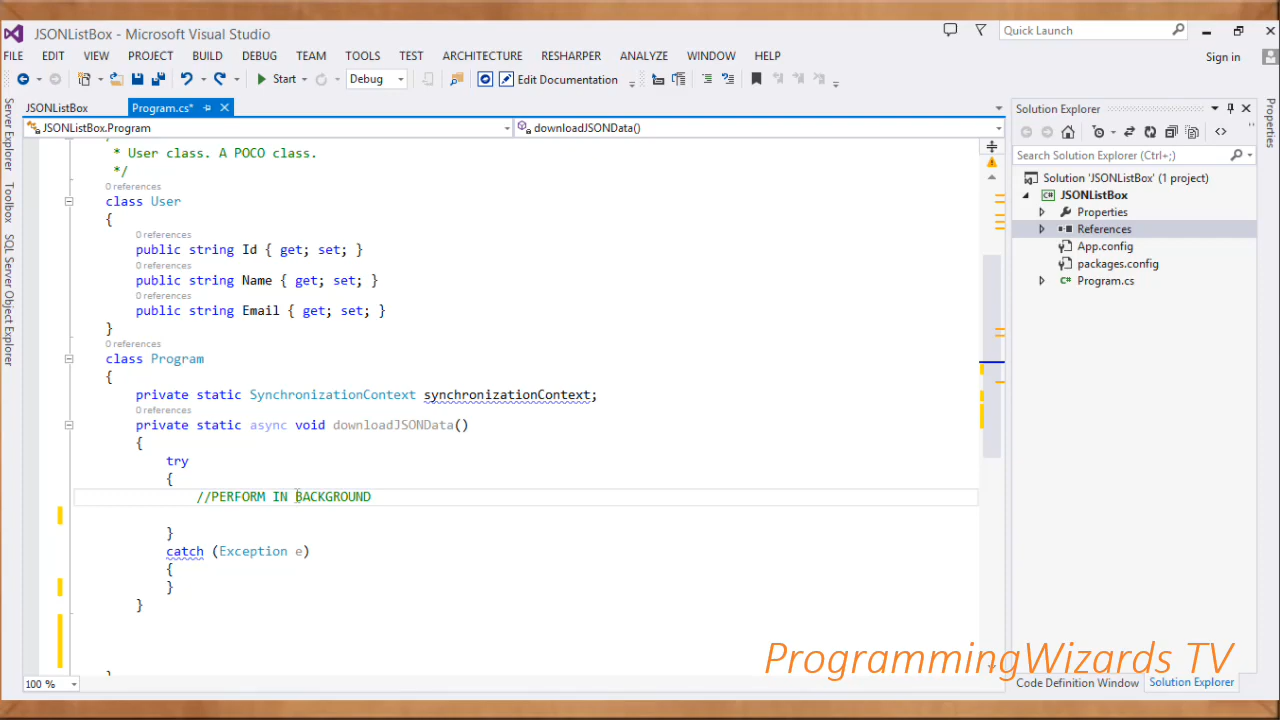 JSONListBox - Microsoft Visual Studio
Quick Launch
FILE EDIT VIEW PROJECT BUILD DEBUG TEAM TOOLS TEST ARCHITECTURE RESHARPER ANALYZE WINDOW HELP
Sign in
Start Debug Edit Documentation
Server Explorer
Toolbox
SQL Server Object Explorer
JSONListBox Program.cs*
JSONListBox.Program downloadJSONData()
* User class. A POCO class.
*/
0 references
class User
{
0 references
public string Id { get; set; }
0 references
public string Name { get; set; }
0 references
public string Email { get; set; }
}
0 references
class Program
{
private static SynchronizationContext synchronizationContext;
0 references
private static async void downloadJSONData()
{
try
{
//PERFORM IN BACKGROUND
}
catch (Exception e)
{
}
}
100 %
Solution Explorer
Search Solution Explorer (Ctrl+;)
Solution 'JSONListBox' (1 project)
C# JSONListBox
Properties
References
App.config
packages.config
C# Program.cs
Code Definition Window Solution Explorer
Properties
ProgrammingWizards TV